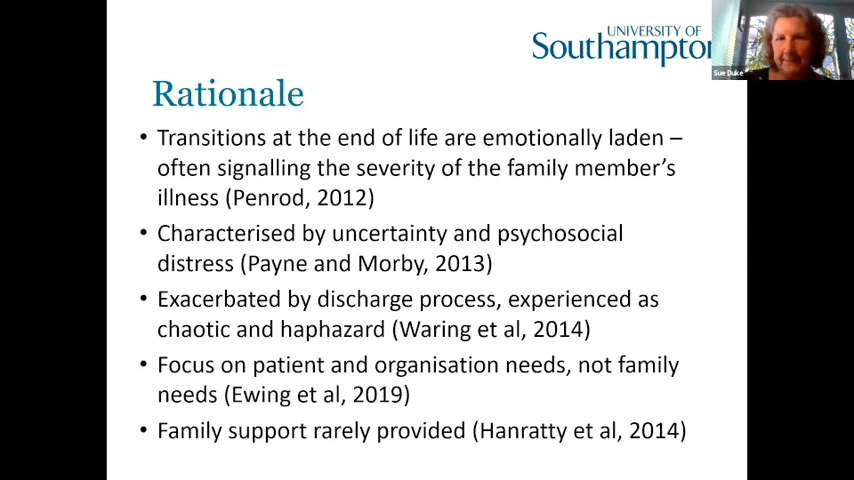 UNIVERSITY OF
Southampton
Sue Duke
Rationale
• Transitions at the end of life are emotionally laden –
often signalling the severity of the family member's
illness (Penrod, 2012)
• Characterised by uncertainty and psychosocial
distress (Payne and Morby, 2013)
• Exacerbated by discharge process, experienced as
chaotic and haphazard (Waring et al, 2014)
• Focus on patient and organisation needs, not family
needs (Ewing et al, 2019)
• Family support rarely provided (Hanratty et al, 2014)